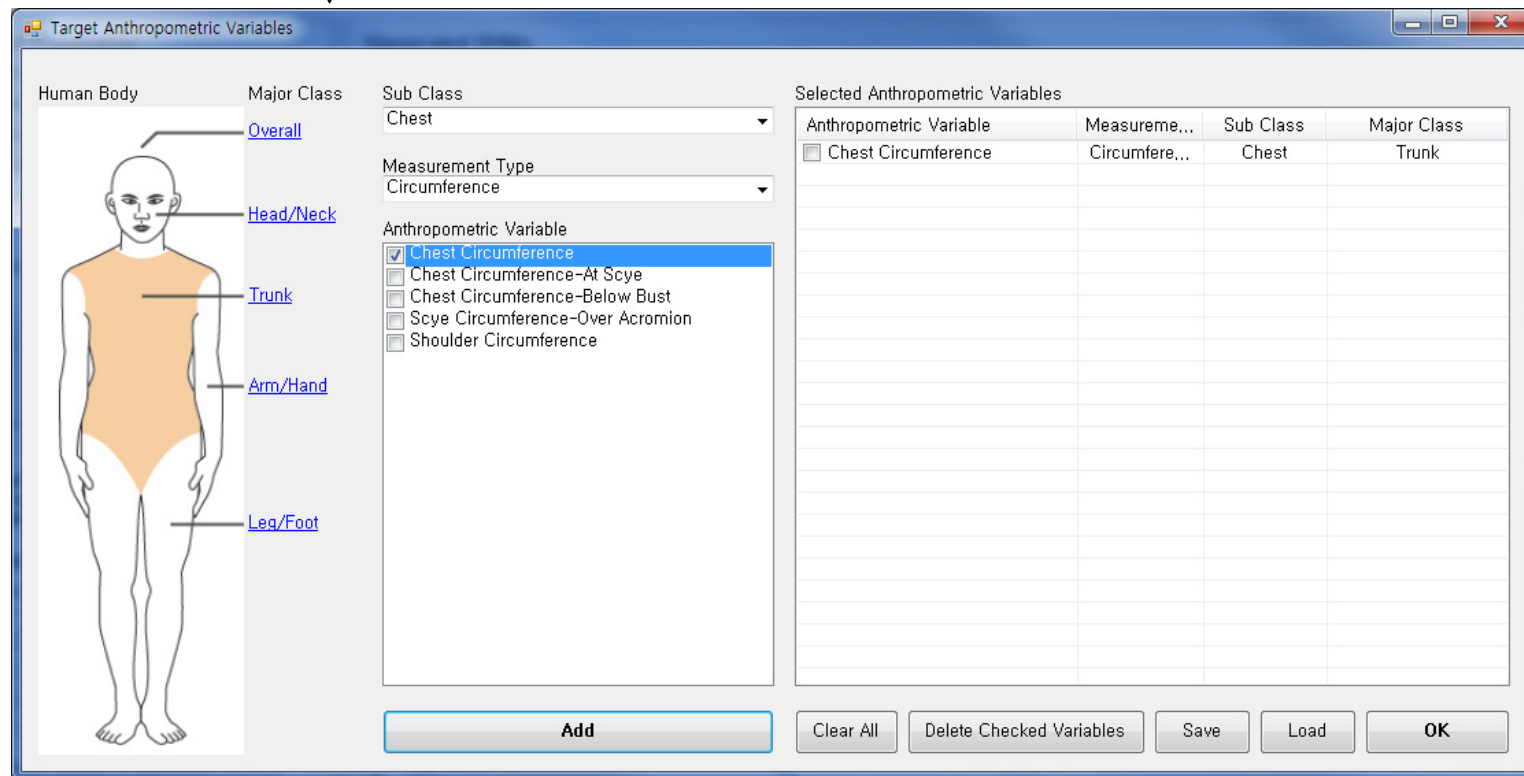 Target Anthropometric Variables
Human Body
Major Class
Overall
Head/Neck
Trunk
Arm/Hand
Leg/Foot
Sub Class
Chest
Measurement Type
Circumference
Anthropometric Variable
Chest Circumference
Chest Circumference-At Scye
Chest Circumference-Below Bust
Scye Circumference-Over Acromion
Shoulder Circumference
Add
Selected Anthropometric Variables
Anthropometric Variable Measureme... Sub Class Major Class
Chest Circumference Circumfere... Chest Trunk
Clear All Delete Checked Variables Save Load OK